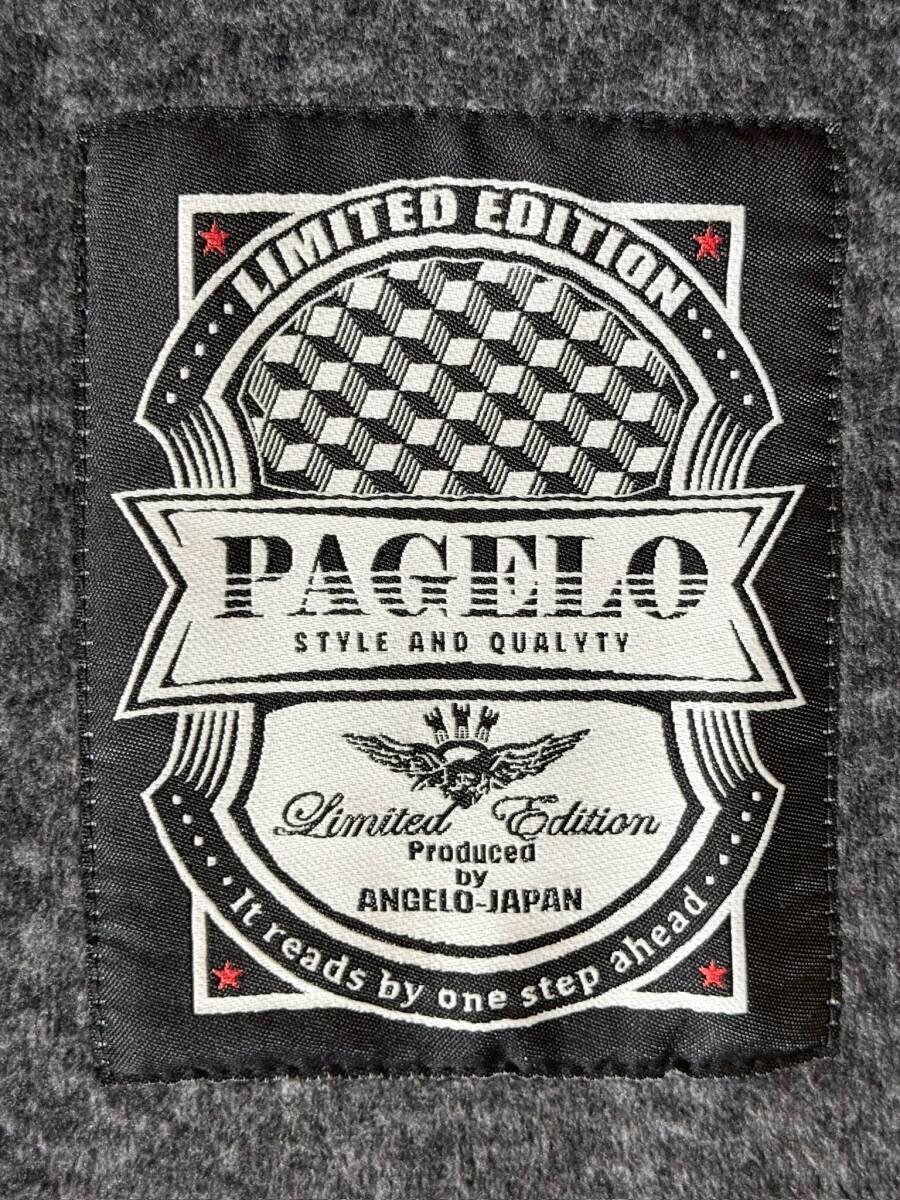 LIMITED EDITION
PAGELO
STYLE AND QUALYTY
Limited Edition
Produced
by
ANGELO-JAPAN
It reads by one step ahead